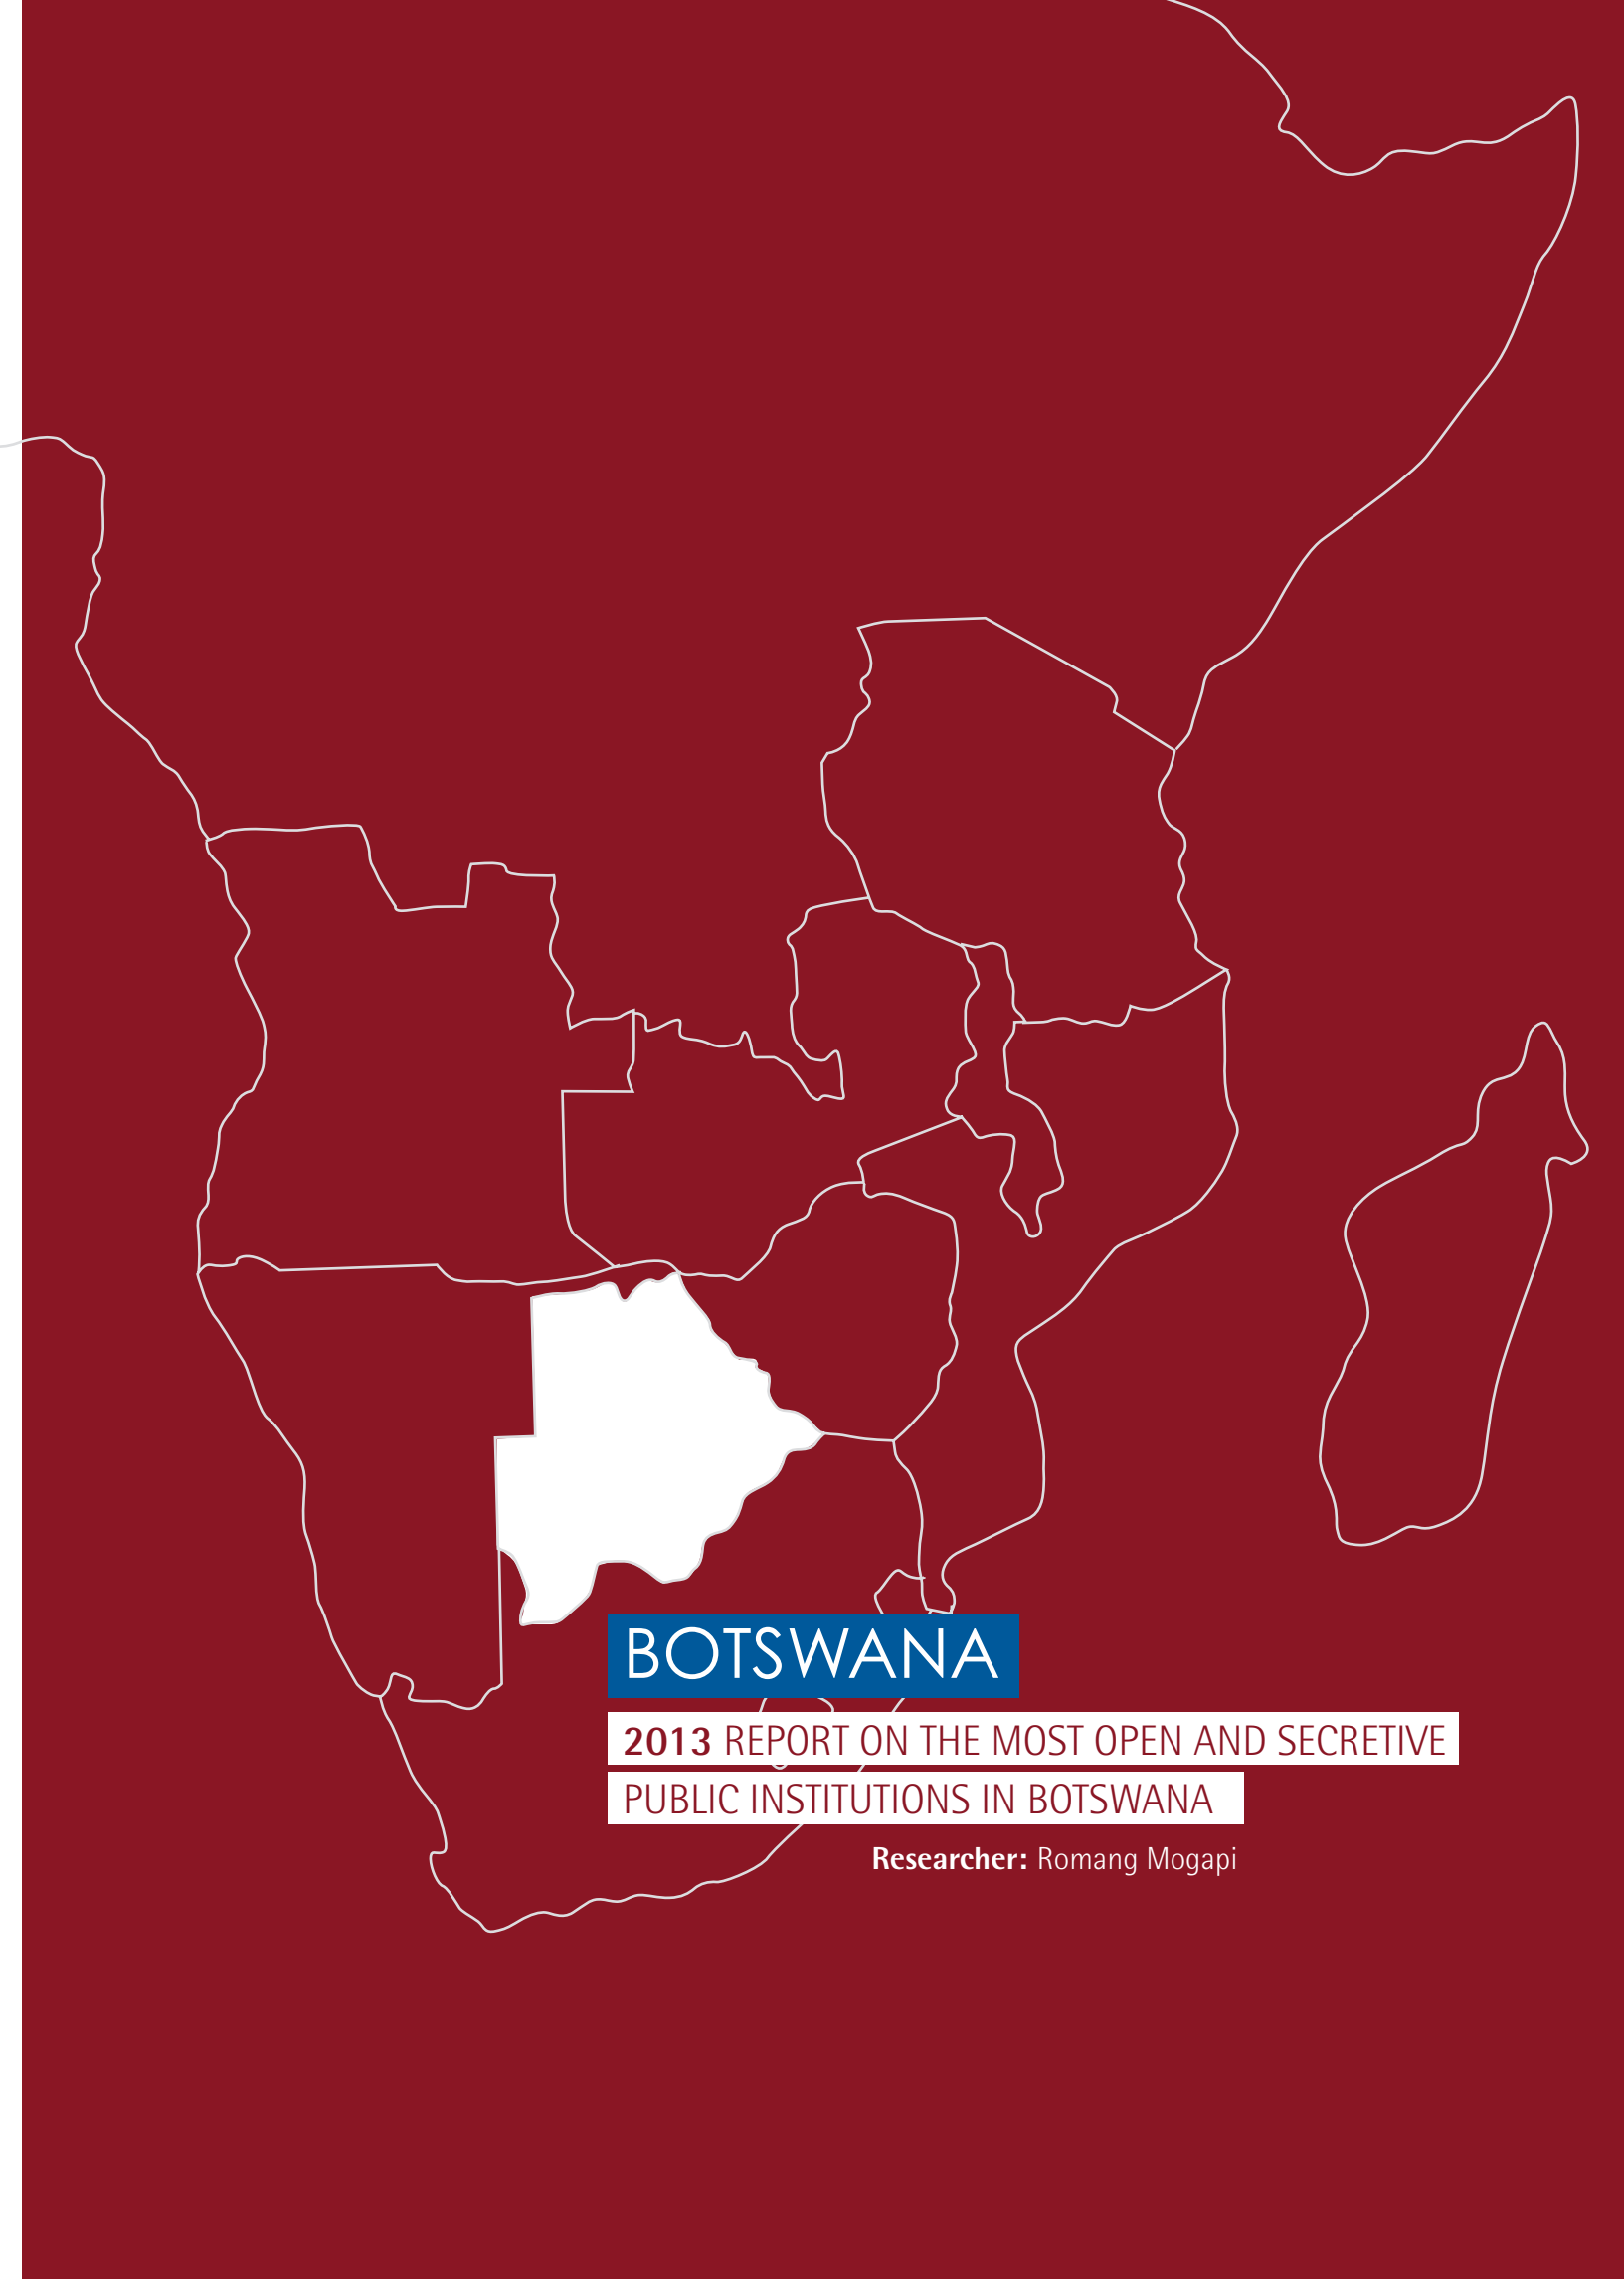 BOTSWANA
2013 REPORT ON THE MOST OPEN AND SECRETIVE
PUBLIC INSTITUTIONS IN BOTSWANA
Researcher: Romang Mogapi